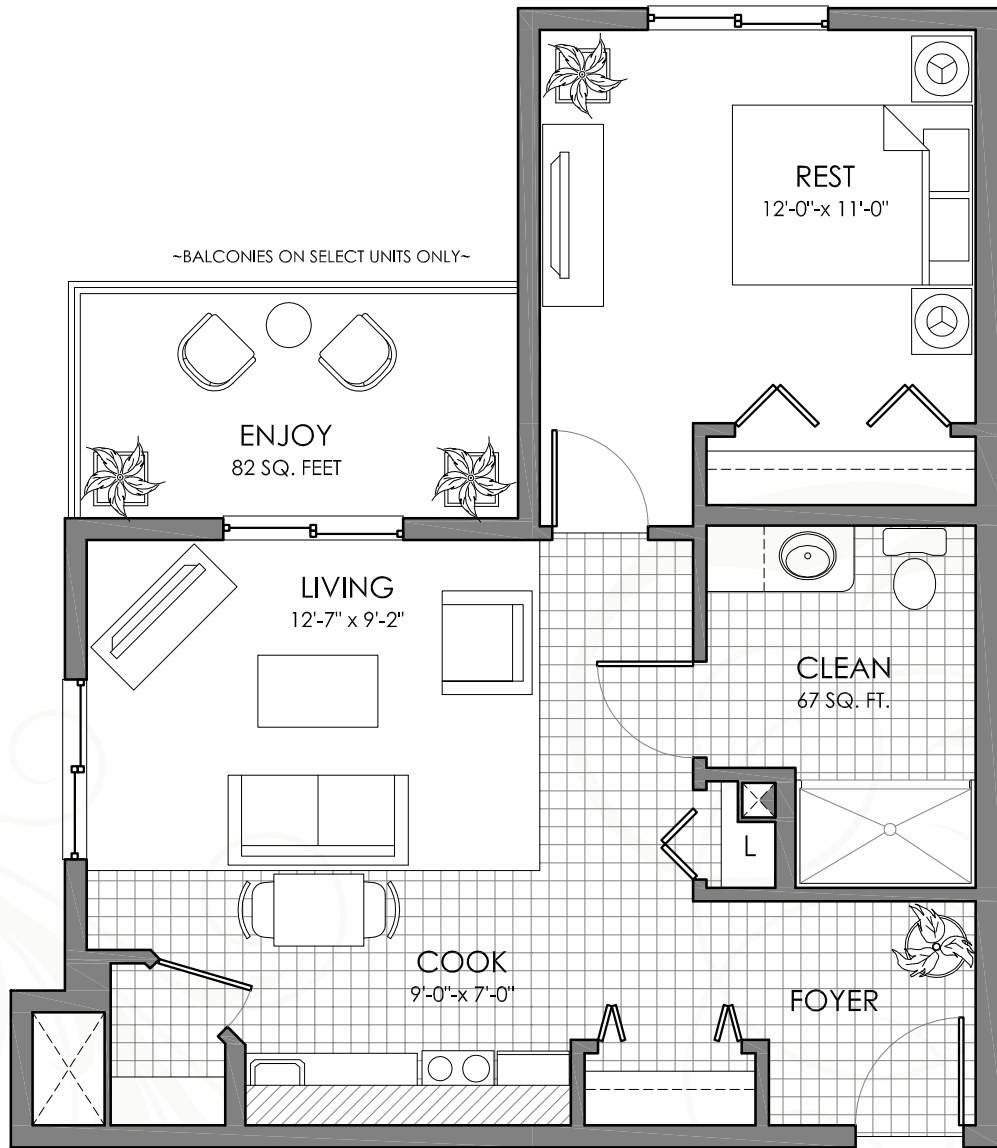 REST
12'-0"-x 11'-0"
~BALCONIES ON SELECT UNITS ONLY~
ENJOY
82 SQ. FEET
LIVING
12'-7" x 9'-2"
CLEAN
67 SQ. FT.
L
COOK
9'-0"-x 7'-0"
FOYER